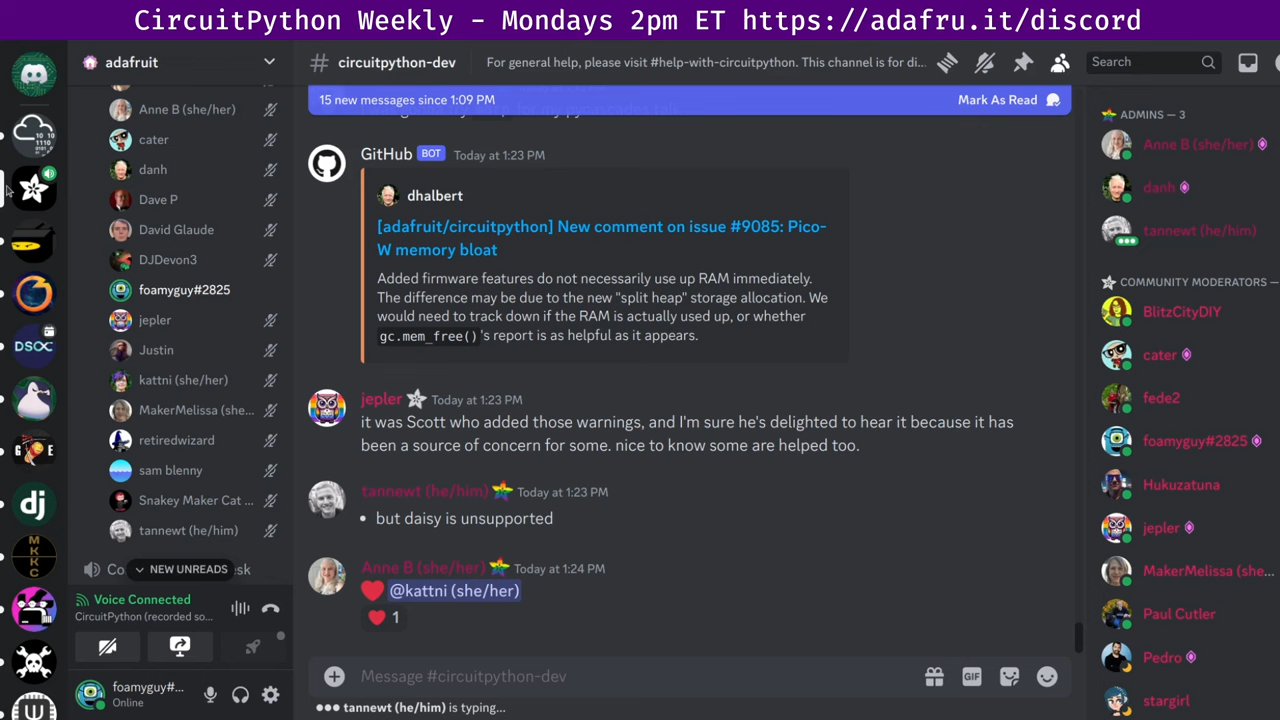 CircuitPython Weekly - Mondays 2pm ET https://adafru.it/discord
adafruit
Anne B (she/her)
cater
danh
Dave P
David Glaude
DJDevon3
foamyguy#2825
jepler
Justin
kattni (she/her)
MakerMelissa (she...
retiredwizard
sam blenny
Snakey Maker Cat ...
tannewt (he/him)
NEW UNREADS
Voice Connected
CircuitPython (recorded so...
foamyguy#...
Online
DSOC
dj
# circuitpython-dev
For general help, please visit #help-with-circuitpython. This channel is for di...
Search
15 new messages since 1:09 PM
Mark As Read
GitHub BOT Today at 1:23 PM
dhalbert
[adafruit/circuitpython] New comment on issue #9085: Pico-
W memory bloat
Added firmware features do not necessarily use up RAM immediately.
The difference may be due to the new "split heap" storage allocation. We
would need to track down if the RAM is actually used up, or whether
gc.mem_free()'s report is as helpful as it appears.
jepler Today at 1:23 PM
it was Scott who added those warnings, and I'm sure he's delighted to hear it because it has
been a source of concern for some. nice to know some are helped too.
tannewt (he/him) Today at 1:23 PM
• but daisy is unsupported
Anne B (she/her) Today at 1:24 PM
@kattni (she/her)
1
Message #circuitpython-dev
GIF
tannewt (he/him) is typing...
ADMINS — 3
Anne B (she/her)
danh
tannewt (he/him)
COMMUNITY MODERATORS —
BlitzCityDIY
cater
fede2
foamyguy#2825
Hukuzatuna
jepler
MakerMelissa (she...
Paul Cutler
Pedro
stargirl